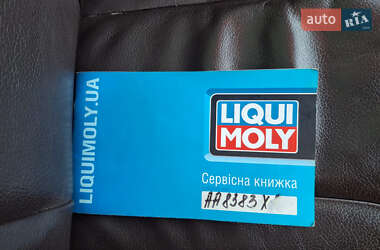 auto RIA
LIQUIMOLY.UA
LIQUI
MOLY
Сервісна книжка
AA8383X